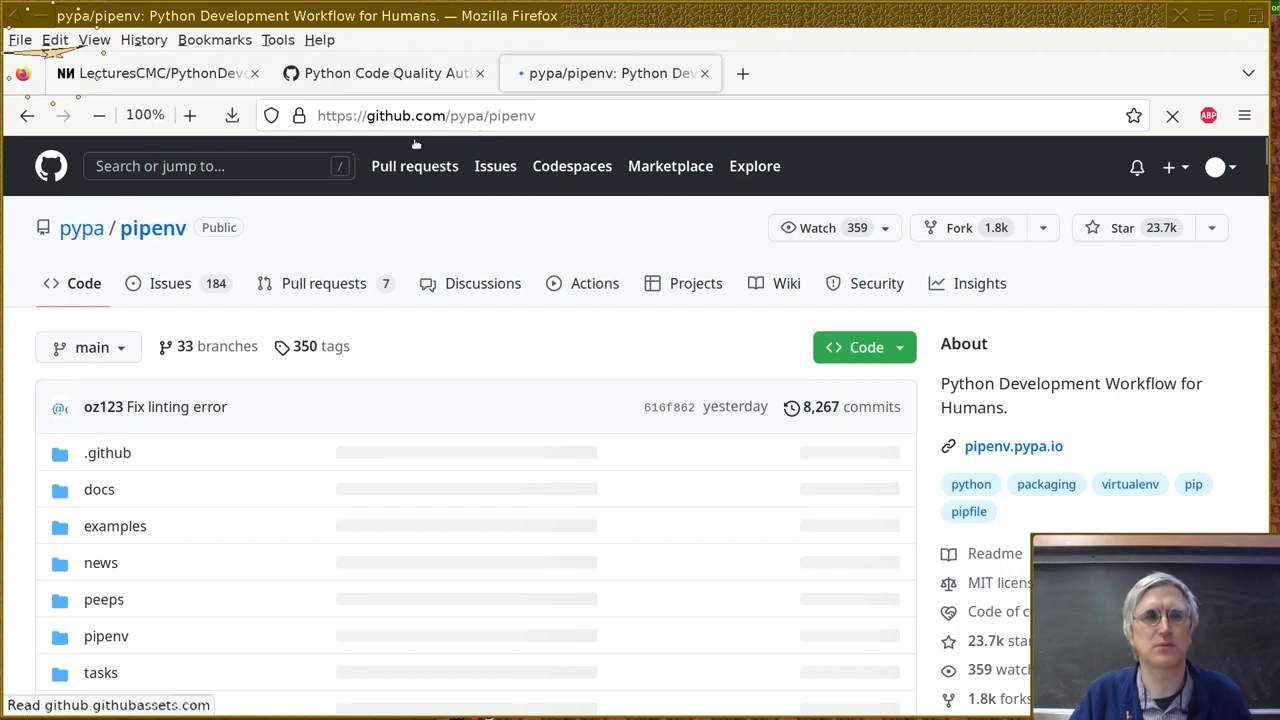 pypa/pipenv: Python Development Workflow for Humans. — Mozilla Firefox
File Edit View History Bookmarks Tools Help
LecturesCMC/PythonDeve
Python Code Quality Aut
pypa/pipenv: Python Dev
100%
https://github.com/pypa/pipenv
ABP
Search or jump to... /
Pull requests Issues Codespaces Marketplace Explore
pypa / pipenv Public
Watch 359
Fork 1.8k
Star 23.7k
Code
Issues 184
Pull requests 7
Discussions
Actions
Projects
Wiki
Security
Insights
main
33 branches
350 tags
Code
oz123 Fix linting error
616f862 yesterday
8,267 commits
.github
docs
examples
news
peeps
pipenv
tasks
About
Python Development Workflow for
Humans.
pipenv.pypa.io
python packaging virtualenv pip
pipfile
Readme
MIT licens
Code of c
23.7k sta
359 watc
1.8k forks
Read github.githubassets.com